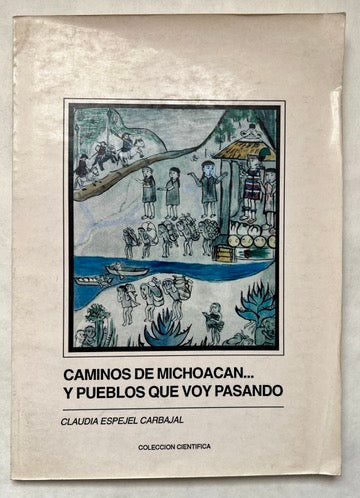 CAMINOS DE MICHOACAN...
Y PUEBLOS QUE VOY PASANDO
CLAUDIA ESPEJEL CARBAJAL
COLECCION CIENTIFICA